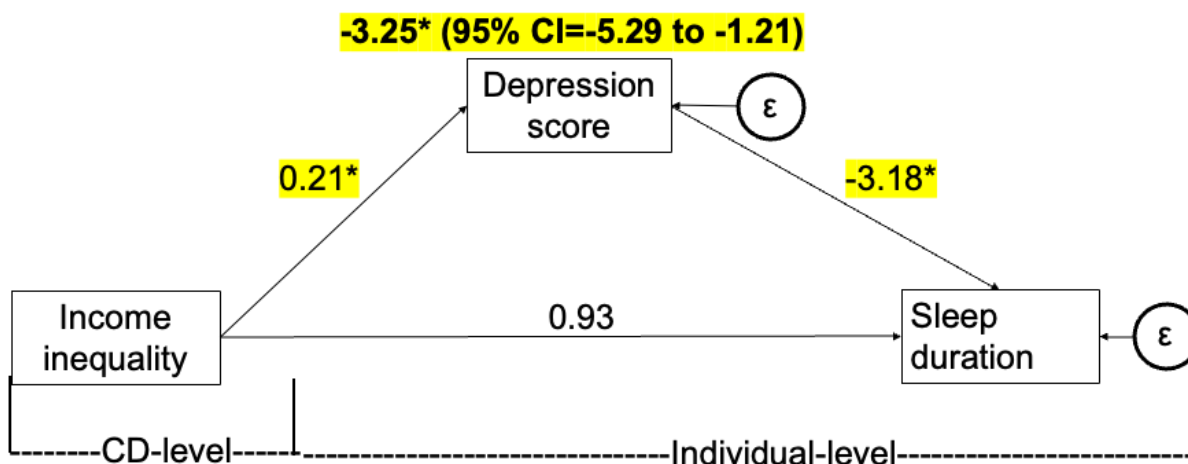 -3.25* (95% CI=-5.29 to -1.21)
Depression
score
ε
0.21*
-3.18*
Income
inequality
0.93
Sleep
duration
ε
CD-level
Individual-level